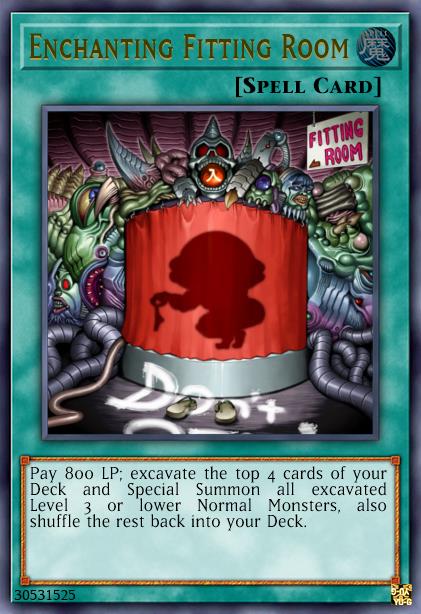 Enchanting Fitting Room
魔
[Spell Card]
FITTING
ROOM
入
Don't
Pay 800 LP; excavate the top 4 cards of your
Deck and Special Summon all excavated
Level 3 or lower Normal Monsters, also
shuffle the rest back into your Deck.
30531525